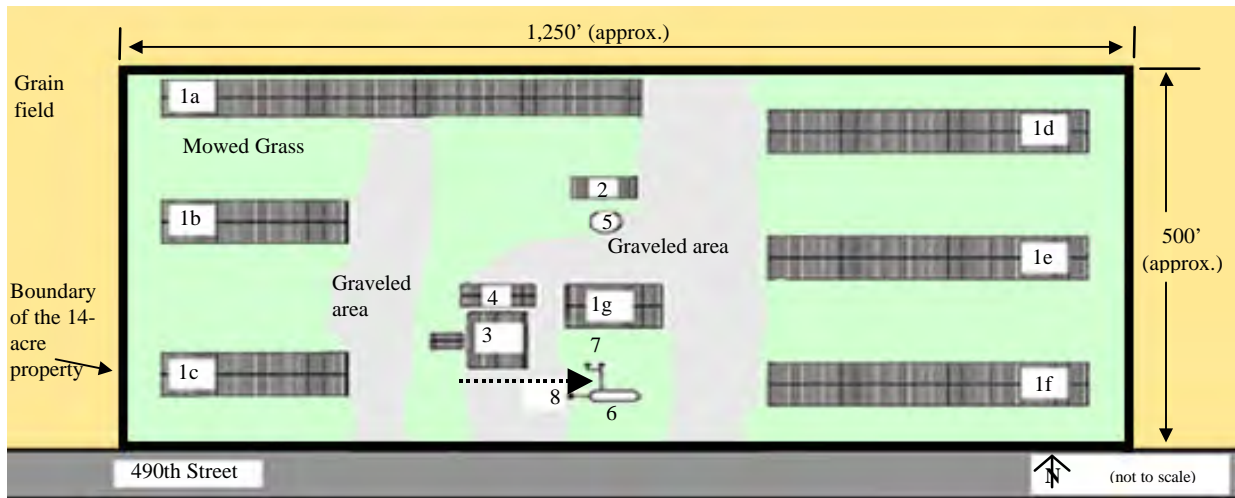 1,250’ (approx.)
Grain
field
1a
1d
Mowed Grass
2
1b
5
Graveled area
1e
500’
(approx.)
Graveled
area
Boundary
of the 14-
acre
property
4
1g
3
7
1c
1f
8
6
490th Street
N
(not to scale)